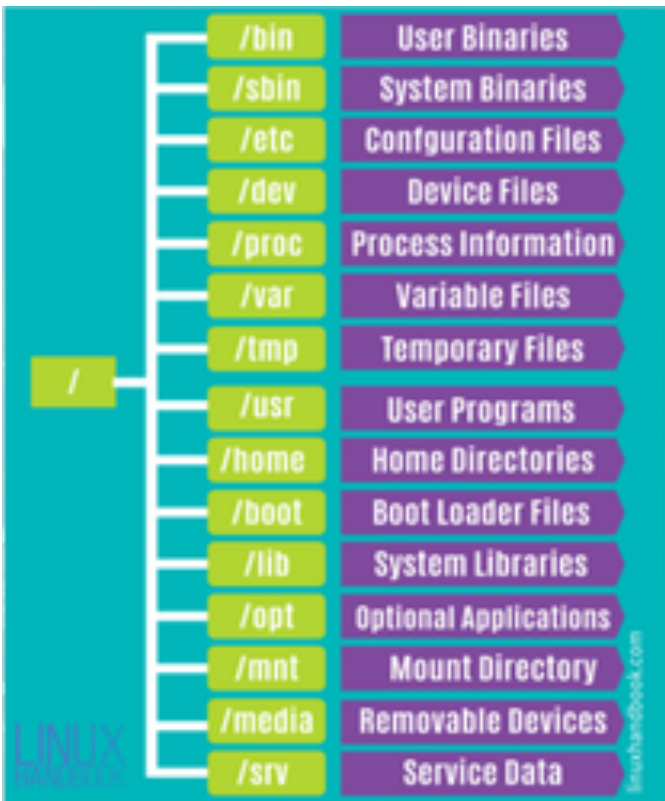 /bin User Binaries
/sbin System Binaries
/etc Confguration Files
/dev Device Files
/proc Process Information
/var Variable Files
/tmp Temporary Files
/
/usr User Programs
/home Home Directories
/boot Boot Loader Files
/lib System Libraries
/opt Optional Applications
/mnt Mount Directory
/media Removable Devices
/srv Service Data
LINUX
HANDBOOK
linuxhandbook.com